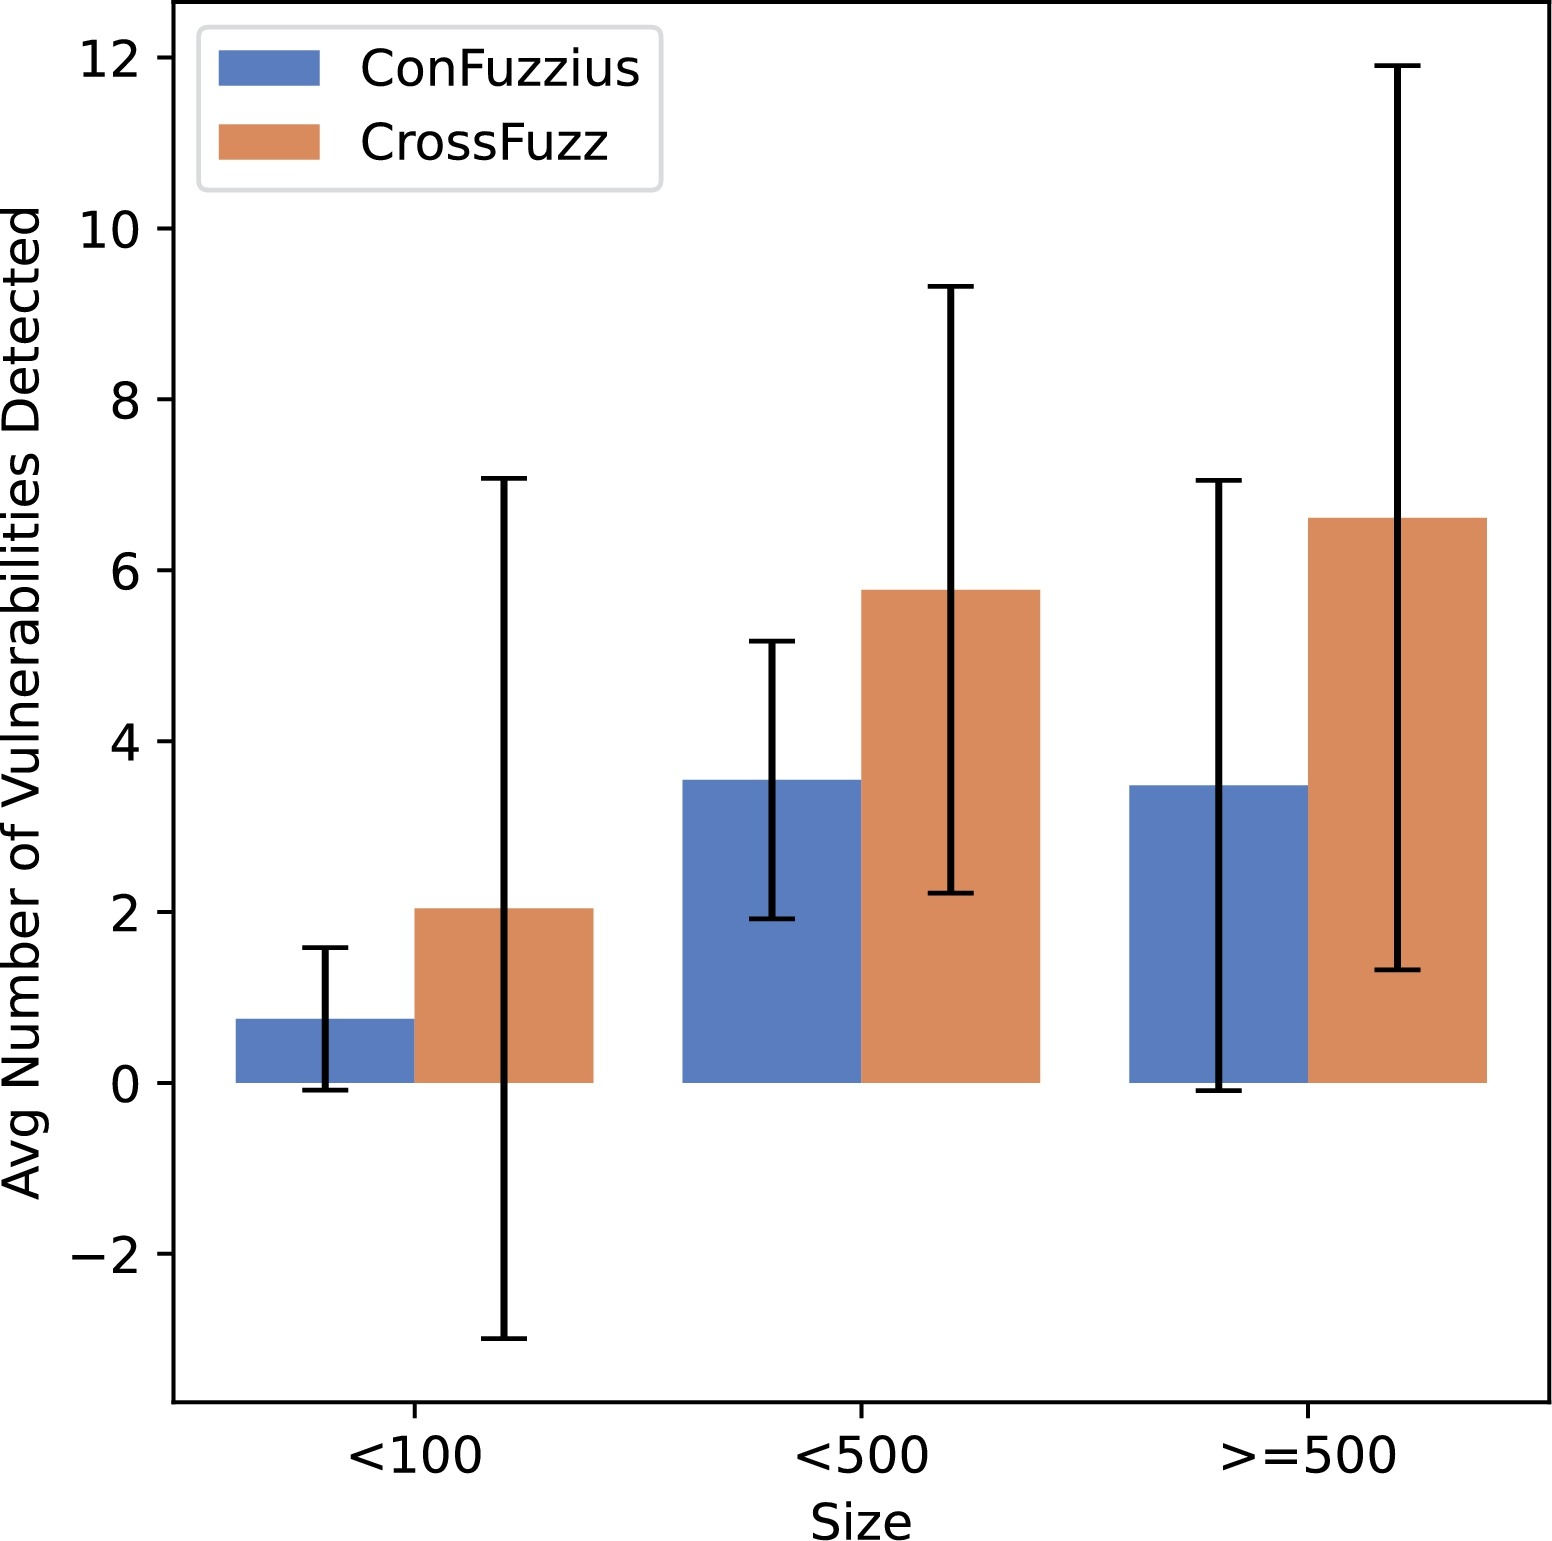 ConFuzzius
CrossFuzz
Avg Number of Vulnerabilities Detected
12
10
8
6
4
2
0
−2
<100
<500
>=500
Size